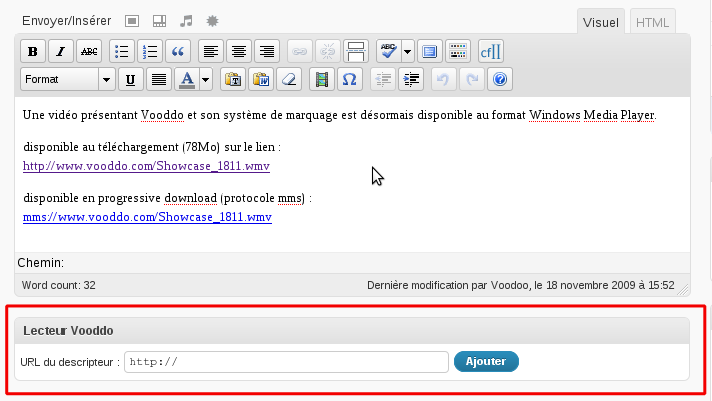 Envoyer/Insérer Visuel HTML
B I ABC ABC cf
Format U A
Une vidéo présentant Vooddo et son système de marquage est désormais disponible au format Windows Media Player.
disponible au téléchargement (78Mo) sur le lien :
http://www.vooddo.com/Showcase_1811.wmv
disponible en progressive download (protocole mms) :
mms://www.vooddo.com/Showcase_1811.wmv
Chemin:
Word count: 32 Dernière modification par Voodoo, le 18 novembre 2009 à 15:52
Lecteur Vooddo
URL du descripteur : http:// Ajouter